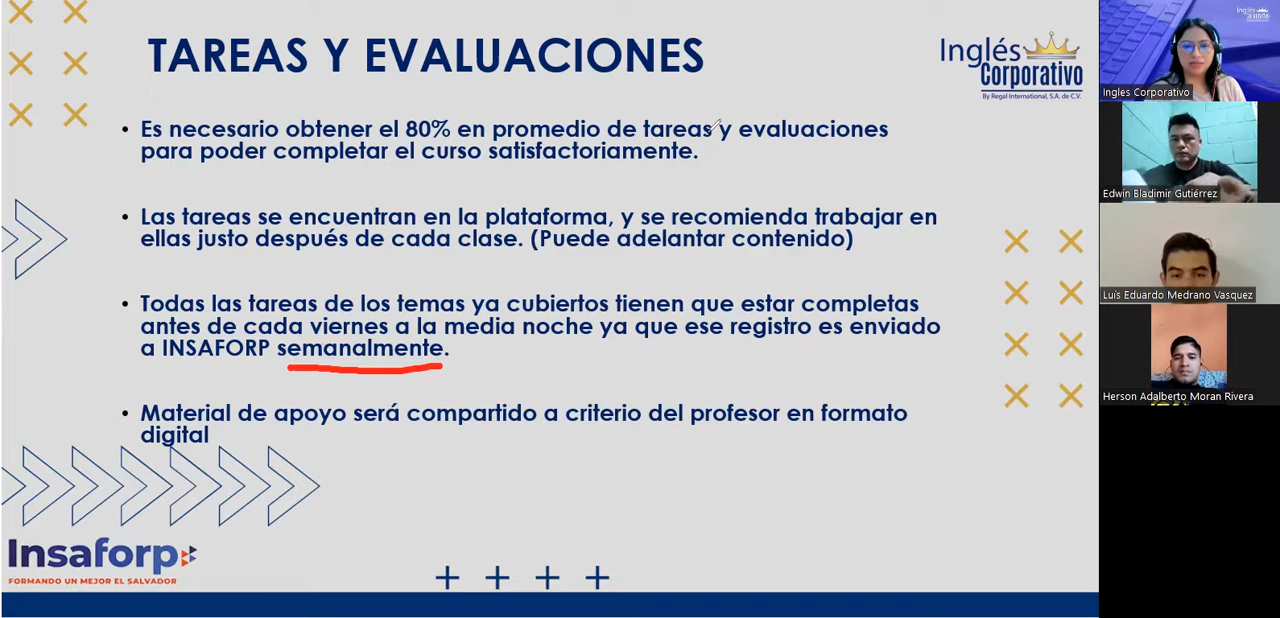 TAREAS Y EVALUACIONES
Inglés
Corporativo
By Regal International, S.A. de C.V.
• Es necesario obtener el 80% en promedio de tareas y evaluaciones
para poder completar el curso satisfactoriamente.
• Las tareas se encuentran en la plataforma, y se recomienda trabajar en
ellas justo después de cada clase. (Puede adelantar contenido)
• Todas las tareas de los temas ya cubiertos tienen que estar completas
antes de cada viernes a la media noche ya que ese registro es enviado
a INSAFORP semanalmente.
• Material de apoyo será compartido a criterio del profesor en formato
digital
Insaforp
FORMANDO UN MEJOR EL SALVADOR
Inglés
Ingles Corporativo
Edwin Bladimir Gutiérrez
Luís Eduardo Medrano Vasquez
Herson Adalberto Moran Rivera